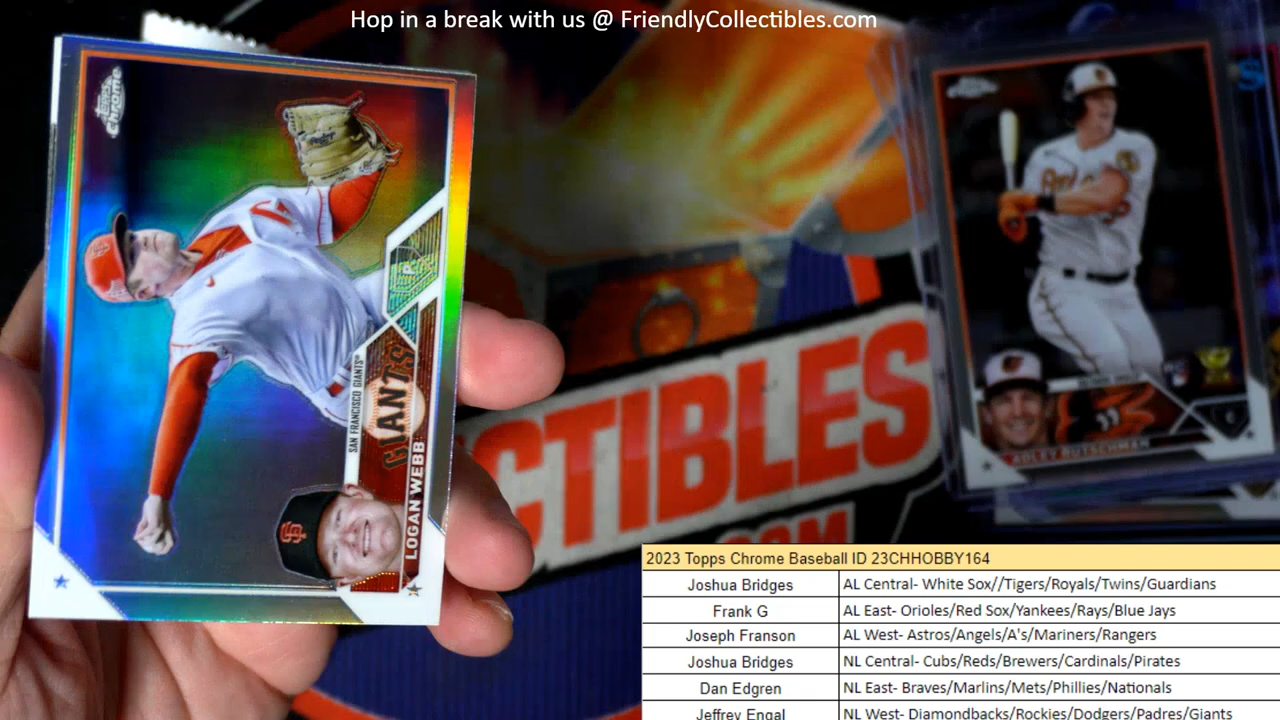 Hop in a break with us @ FriendlyCollectibles.com
Topps Chrome
SAN FRANCISCO GIANTS®
GIANTS
LOGAN WEBB
CTIBLES
.COM
ADLEY RUTSCHMAN
2023 Topps Chrome Baseball ID 23CHHOBBY164
Joshua Bridges AL Central- White Sox//Tigers/Royals/Twins/Guardians
Frank G AL East- Orioles/Red Sox/Yankees/Rays/Blue Jays
Joseph Franson AL West- Astros/Angels/A's/Mariners/Rangers
Joshua Bridges NL Central- Cubs/Reds/Brewers/Cardinals/Pirates
Dan Edgren NL East- Braves/Marlins/Mets/Phillies/Nationals
Jeffrey Engal NL West- Diamondbacks/Rockies/Dodgers/Padres/Giants